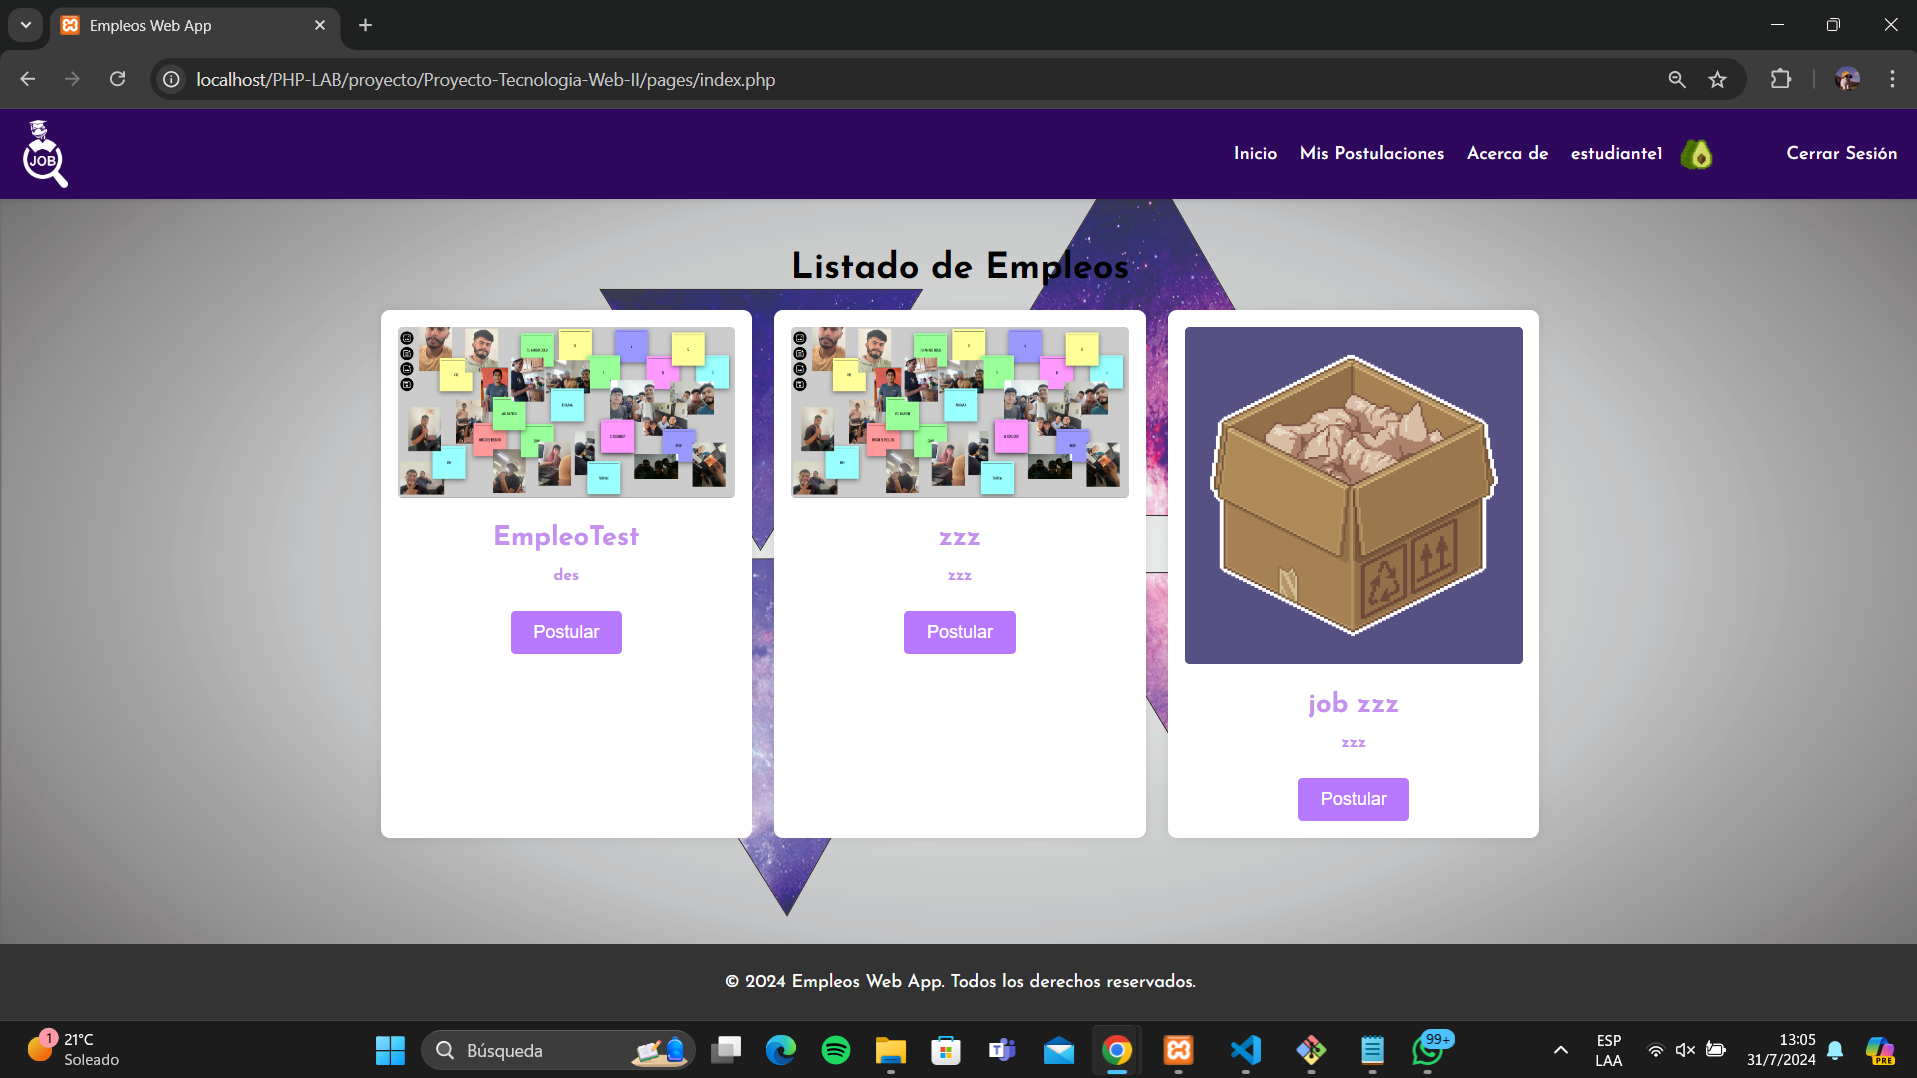 Empleos Web App
localhost/PHP-LAB/proyecto/Proyecto-Tecnologia-Web-II/pages/index.php
JOB
Inicio
Mis Postulaciones
Acerca de
estudiante1
Cerrar Sesión
Listado de Empleos
EmpleoTest
des
Postular
zzz
zzz
Postular
job zzz
zzz
Postular
© 2024 Empleos Web App. Todos los derechos reservados.
1
21°C
Soleado
Búsqueda
99+
ESP
LAA
13:05
31/7/2024
PRE